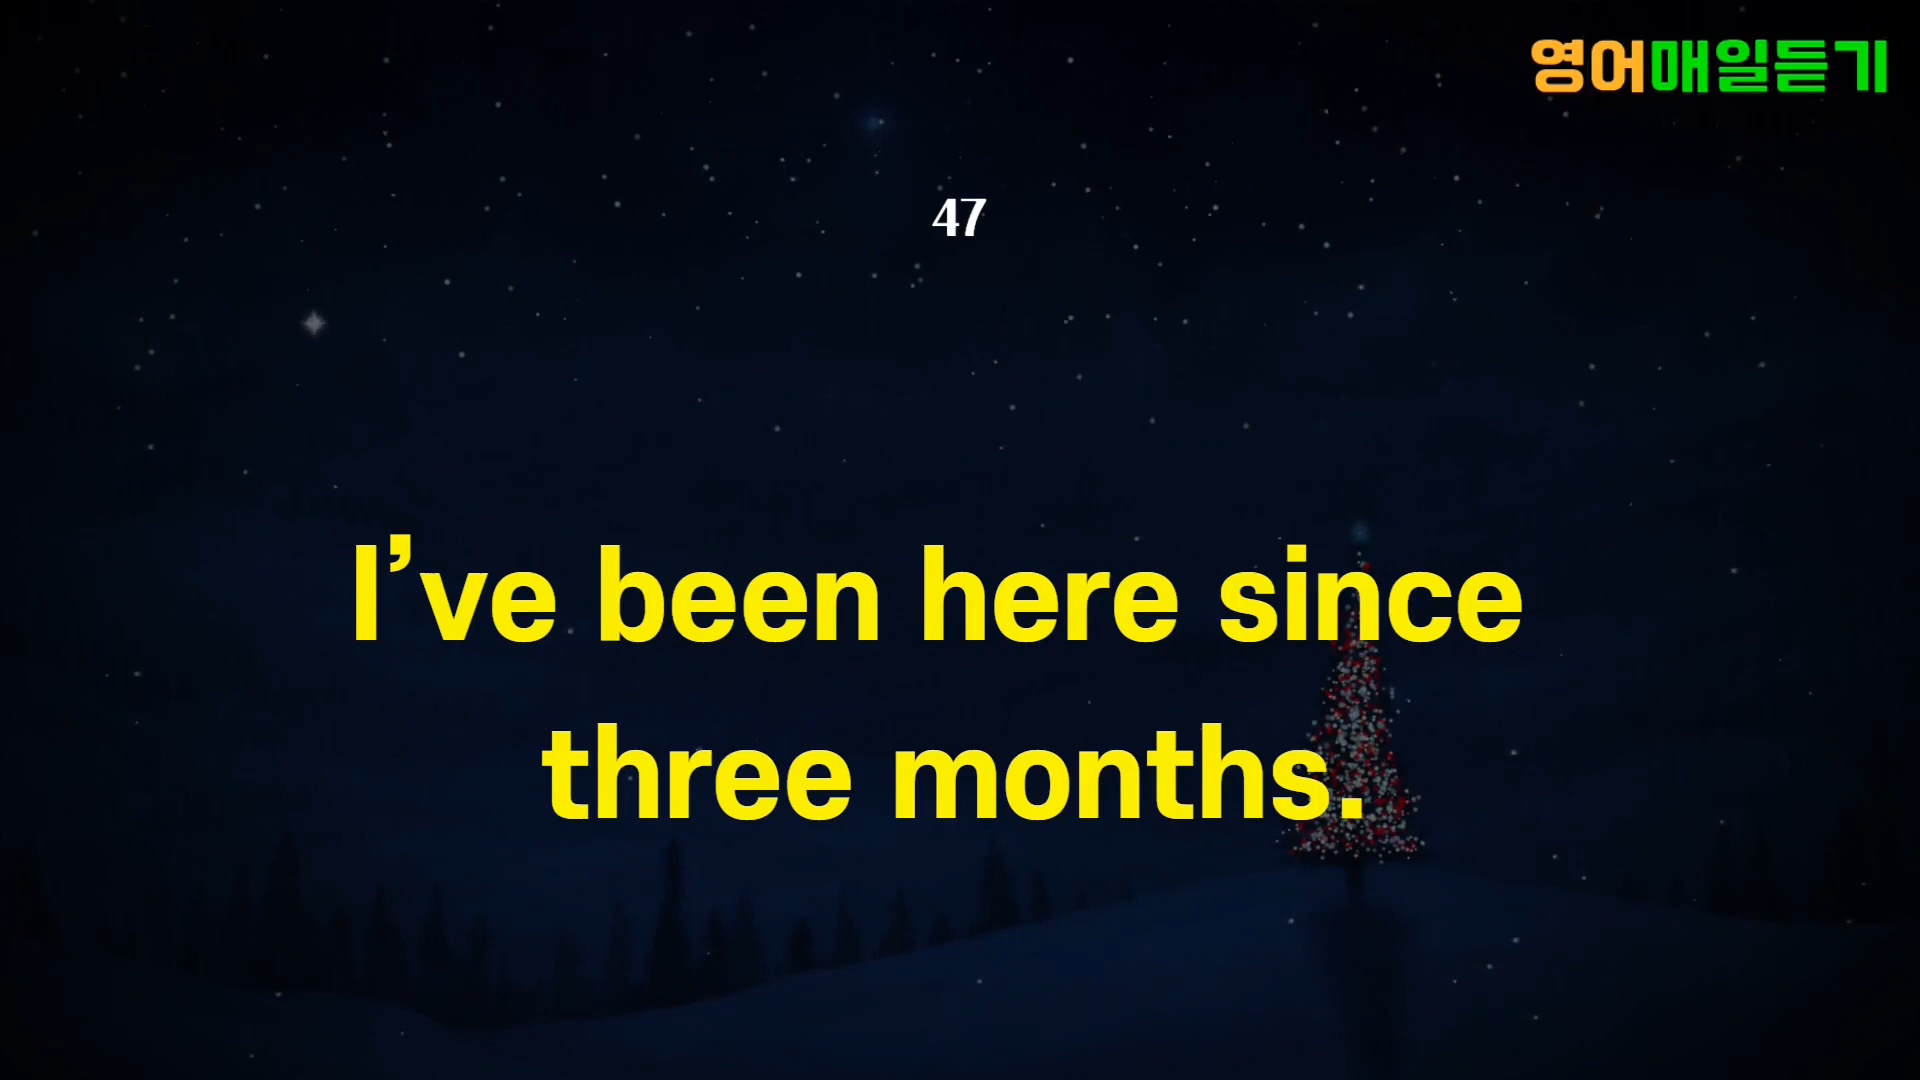 영어매일듣기
47
I’ve been here since
three months.